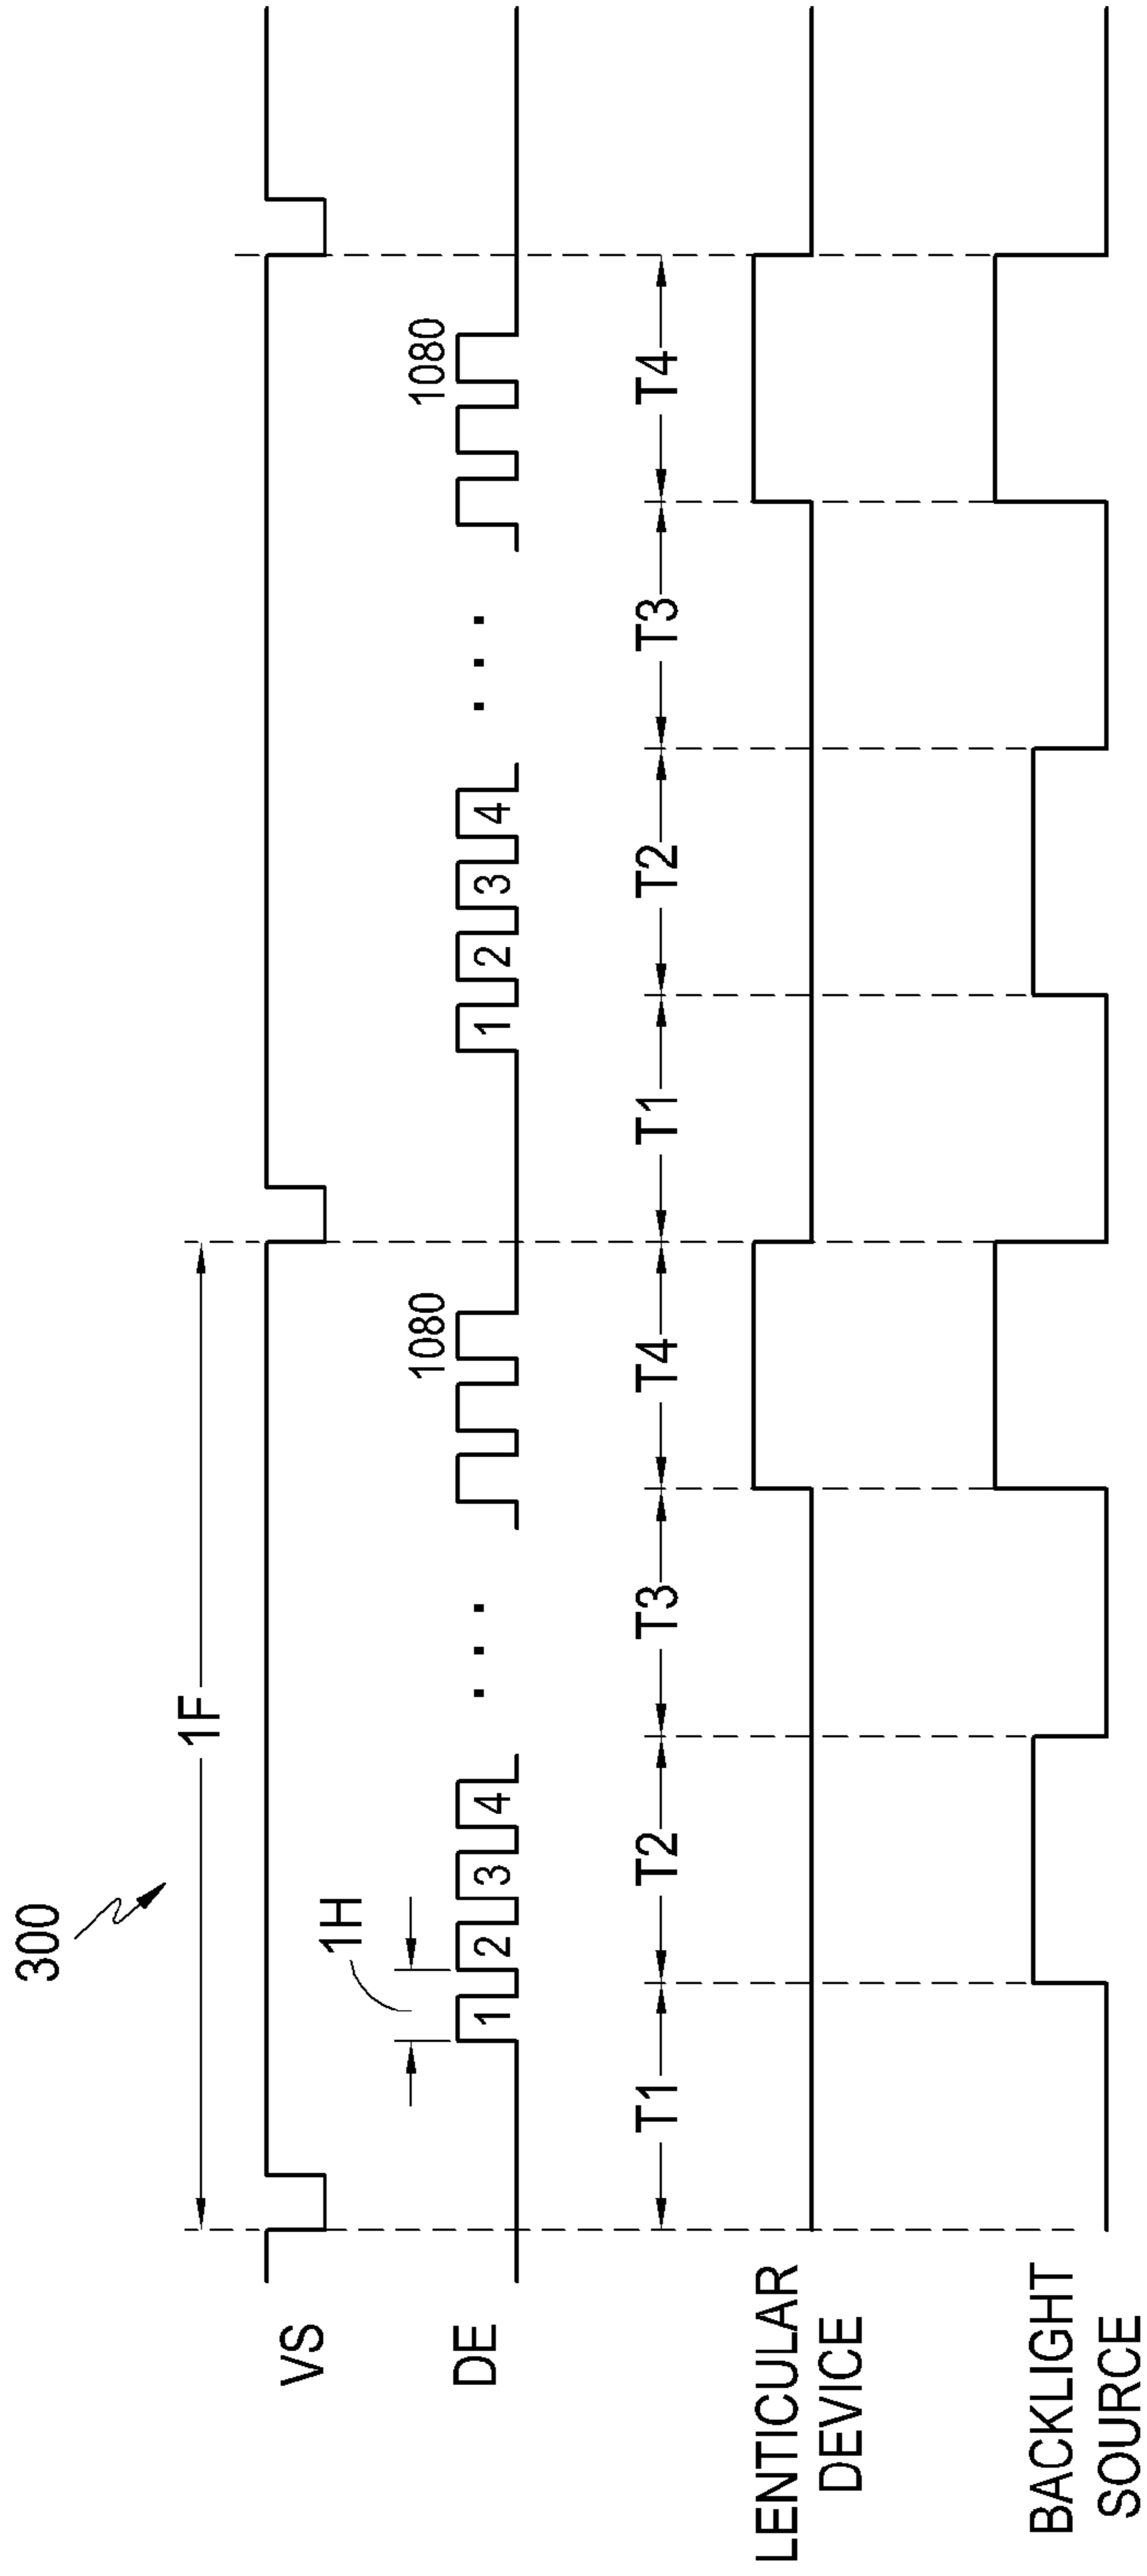 300
1F
VS
1H
1080
1080
DE
1
2
3
4
1
2
3
4
T1
T2
T3
T4
T1
T2
T3
T4
LENTICULAR
DEVICE
BACKLIGHT
SOURCE